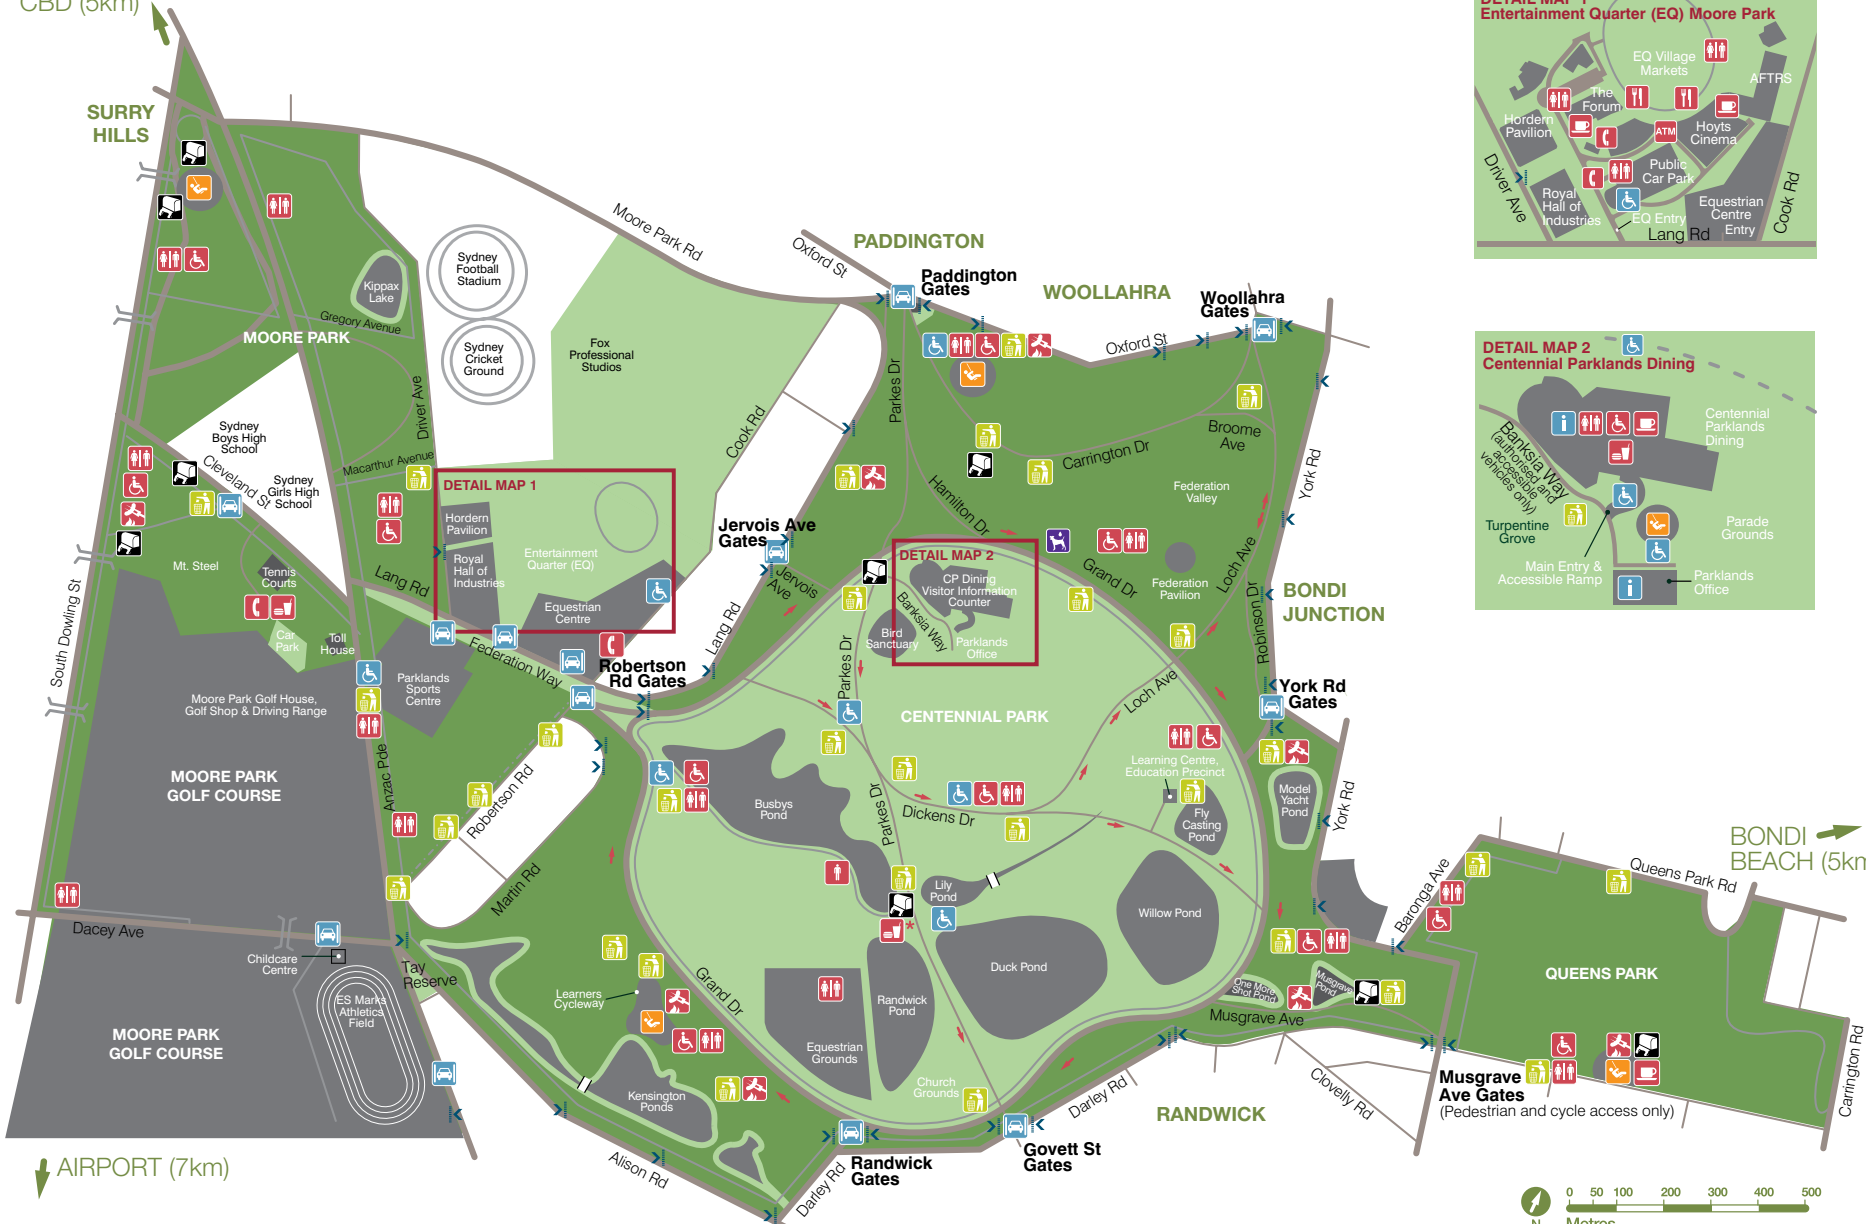 CBD (5km)
SURRY
HILLS
MOORE PARK
Kippax
Lake
Gregory Avenue
Sydney
Football
Stadium
Sydney
Cricket
Ground
Moore Park Rd
Fox
Professional
Studios
Oxford St
PADDINGTON
Paddington
Gates
WOOLLAHRA
Woollahra
Gates
Oxford St
Sydney
Boys High
School
Cleveland St
Sydney
Girls High
School
Macarthur Avenue
Driver Ave
Cook Rd
Parkes Dr
Carrington Dr
Broome
Ave
Federation
Valley
York Rd
Hamilton Dr
DETAIL MAP 1
Hordern
Pavilion
Royal
Hall of
Industries
Entertainment
Quarter (EQ)
Equestrian
Centre
Jervois Ave
Gates
Jervois
Ave
DETAIL MAP 2
CP Dining
Visitor Information
Counter
Banksia Way
Bird
Sanctuary
Parklands
Office
Grand Dr
Federation
Pavilion
Loch Ave
Robinson Dr
BONDI
JUNCTION
Mt. Steel
Tennis
Courts
Car
Park
Toll
House
Lang Rd
Federation Way
Lang Rd
Robertson
Rd Gates
South Dowling St
Moore Park Golf House,
Golf Shop & Driving Range
Parklands
Sports
Centre
Parkes Dr
CENTENNIAL PARK
Loch Ave
York Rd
Gates
MOORE PARK
GOLF COURSE
Anzac Pde
Robertson Rd
Martin Rd
Busbys
Pond
Parkes Dr
Dickens Dr
Learning Centre,
Education Precinct
Fly
Casting
Pond
Model
Yacht
Pond
York Rd
Lily
Pond
*
Willow Pond
Duck Pond
Randwick
Pond
Equestrian
Grounds
Church
Grounds
Grand Dr
Dacey Ave
Childcare
Centre
Tay
Reserve
ES Marks
Athletics
Field
MOORE PARK
GOLF COURSE
Learners
Cycleway
Kensington
Ponds
Alison Rd
Darley Rd
Randwick
Gates
Govett St
Gates
Darley Rd
RANDWICK
Clovelly Rd
One More
Shot Pond
Musgrave
Pond
Musgrave Ave
Baronga Ave
Queens Park Rd
BONDI
BEACH (5km
QUEENS PARK
Carrington Rd
Musgrave
Ave Gates
(Pedestrian and cycle access only)
AIRPORT (7km)
N
0 50 100 200 300 400 500
Metres
DETAIL MAP 1
Entertainment Quarter (EQ) Moore Park
EQ Village
Markets
AFTRS
The
Forum
Hordern
Pavilion
ATM
Hoyts
Cinema
Public
Car Park
Driver Ave
Royal
Hall of
Industries
EQ Entry
Lang Rd
Equestrian
Centre
Entry
Cook Rd
DETAIL MAP 2
Centennial Parklands Dining
Centennial
Parklands
Dining
Banksia Way
(authorised and
accessible
vehicles only)
Turpentine
Grove
Parade
Grounds
Main Entry &
Accessible Ramp
Parklands
Office